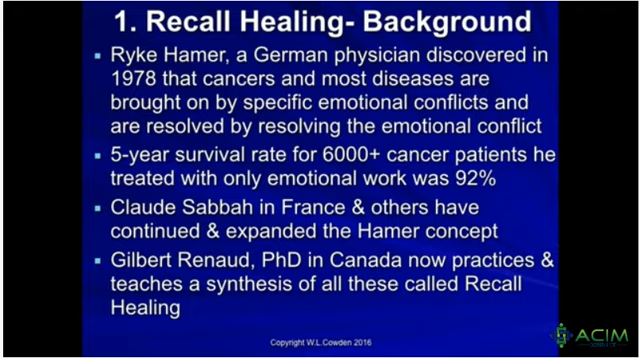 1. Recall Healing- Background
▪ Ryke Hamer, a German physician discovered in
1978 that cancers and most diseases are
brought on by specific emotional conflicts and
are resolved by resolving the emotional conflict
▪ 5-year survival rate for 6000+ cancer patients he
treated with only emotional work was 92%
▪ Claude Sabbah in France & others have
continued & expanded the Hamer concept
▪ Gilbert Renaud, PhD in Canada now practices &
teaches a synthesis of all these called Recall
Healing
Copyright W.L.Cowden 2016
ACIM